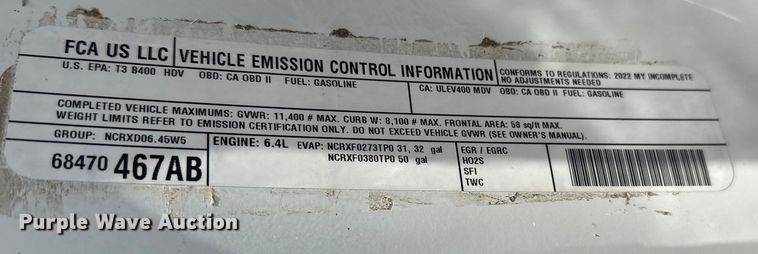 FCA US LLC VEHICLE EMISSION CONTROL INFORMATION CONFORMS TO REGULATIONS: 2022 MY INCOMPLETE
NO ADJUSTMENTS NEEDED
U.S. EPA: T3 B400 HDV OBD: CA OBD II FUEL: GASOLINE CA: ULEV400 MDV OBD: CA OBD II FUEL: GASOLINE
COMPLETED VEHICLE MAXIMUMS: GVWR: 11,400 # MAX. CURB W: 8,100 # MAX. FRONTAL AREA: 58 sq/ft MAX.
WEIGHT LIMITS REFER TO EMISSION CERTIFICATION ONLY. DO NOT EXCEED VEHICLE GVWR (SEE OWNER'S MANUAL).
GROUP: NCRXD06.45W5 ENGINE: 6.4L EVAP: NCRXF0273TP0 31, 32 gal EGR / EGRC
NCRXF0380TP0 50 gal HO2S
68470 467AB SFI
TWC
Purple Wave Auction